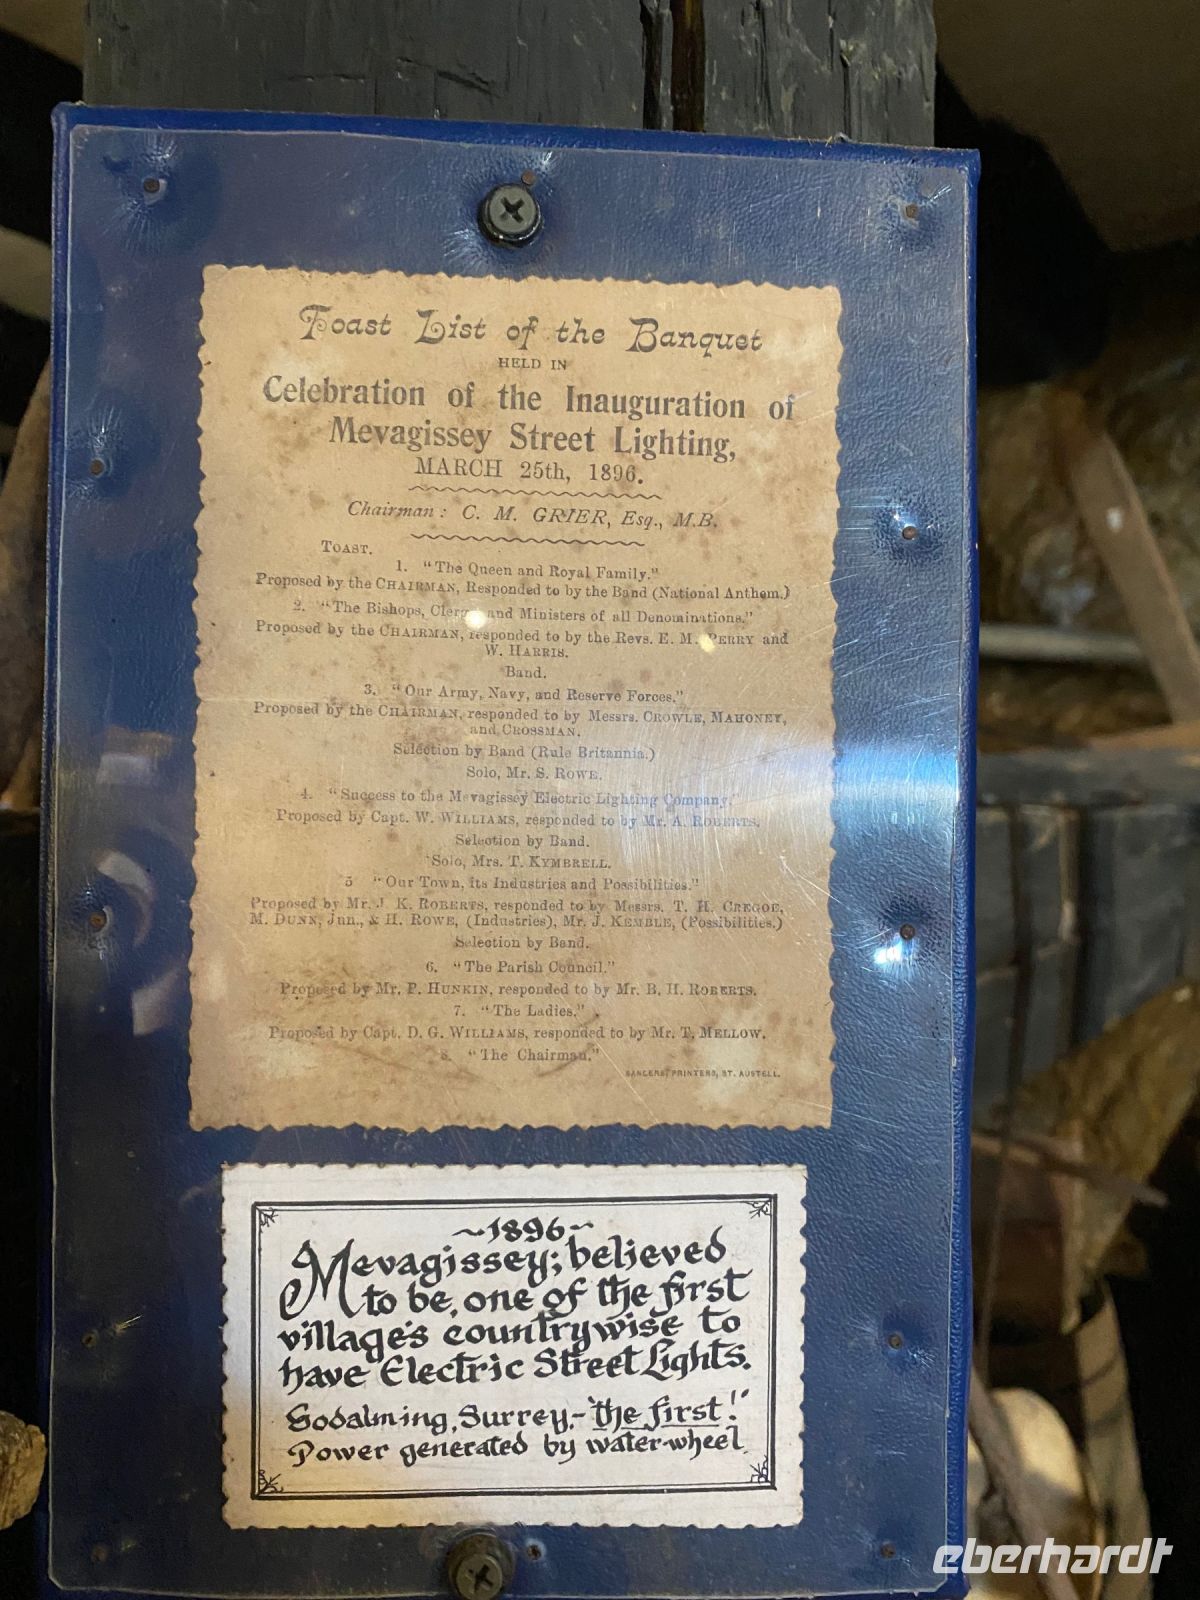 Toast List of the Banquet
HELD IN
Celebration of the Inauguration of
Mevagissey Street Lighting,
MARCH 25th, 1896.
Chairman: C. M. GRIER, Esq., M.B.
TOAST.
1. "The Queen and Royal Family."
Proposed by the CHAIRMAN, Responded to by the Band (National Anthem.)
2. "The Bishops, Clergy and Ministers of all Denominations."
Proposed by the CHAIRMAN, responded to by the Revs. E. M. PERRY and
W. HARRIS.
Band.
3. "Our Army, Navy, and Reserve Forces."
Proposed by the CHAIRMAN, responded to by Messrs. CROWLE, MAHONEY,
and CROSSMAN.
Selection by Band (Rule Britannia.)
Solo, Mr. S. ROWE.
4. "Success to the Mevagissey Electric Lighting Company."
Proposed by Capt. W. WILLIAMS, responded to by Mr. A. ROBERTS.
Selection by Band.
Solo, Mrs. T. KYMBRELL.
5 "Our Town, its Industries and Possibilities."
Proposed by Mr. J. K. ROBERTS, responded to by Messrs. T. H. CREGOE,
M. DUNN, Jun., & H. ROWE, (Industries), Mr. J. KEMBLE, (Possibilities.)
Selection by Band.
6. "The Parish Council."
Proposed by Mr. P. HUNKIN, responded to by Mr. B. H. ROBERTS.
7. "The Ladies."
Proposed by Capt. D. G. WILLIAMS, responded to by Mr. T. MELLOW.
8. "The Chairman."
PRINTERS, ST. AUSTELL.
~1896~
Mevagissey; believed
to be, one of the first
village's countrywise to
have Electric Street Lights.
Godalming, Surrey,- "the first!"
Power generated by water-wheel.
eberhardt